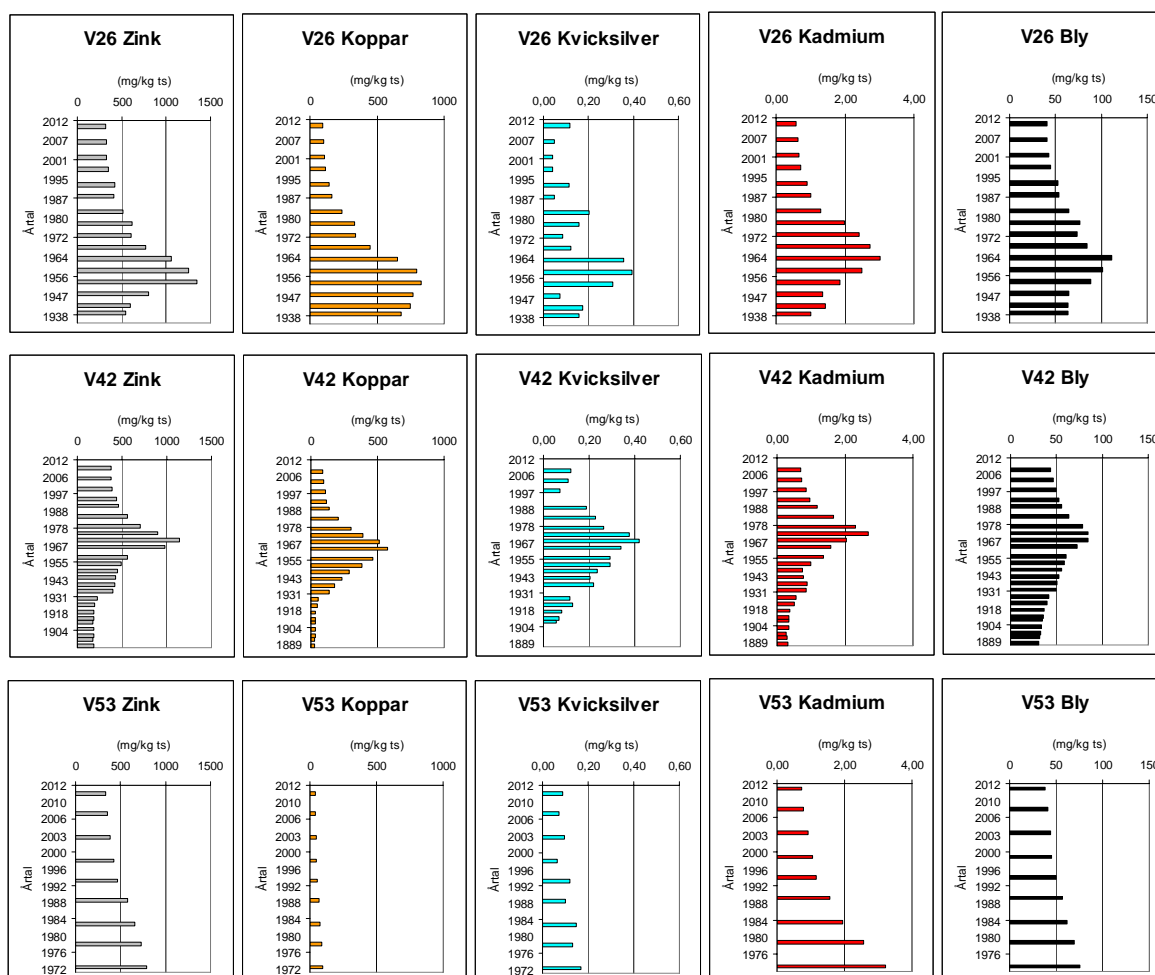 V26 Zink
(mg/kg ts)
0 500 1000 1500
2012
2007
2001
1995
1987
1980
1972
1964
1956
1947
1938
Årtal
V26 Koppar
(mg/kg ts)
0 500 1000
2012
2007
2001
1995
1987
1980
1972
1964
1956
1947
1938
Årtal
V26 Kvicksilver
(mg/kg ts)
0,00 0,20 0,40 0,60
2012
2007
2001
1995
1987
1980
1972
1964
1956
1947
1938
Årtal
V26 Kadmium
(mg/kg ts)
0,00 2,00 4,00
2012
2007
2001
1995
1987
1980
1972
1964
1956
1947
1938
Årtal
V26 Bly
(mg/kg ts)
0 50 100
2012
2007
2001
1995
1987
1980
1972
1964
1956
1947
1938
Årtal
V42 Zink
(mg/kg ts)
0 500 1000 1500
2012
2006
1997
1988
1978
1967
1955
1943
1931
1918
1904
1889
Årtal
V42 Koppar
(mg/kg ts)
0 500 1000
2012
2006
1997
1988
1978
1967
1955
1943
1931
1918
1904
1889
Årtal
V42 Kvicksilver
(mg/kg ts)
0,00 0,20 0,40 0,60
2012
2006
1997
1988
1978
1967
1955
1943
1931
1918
1904
1889
Årtal
V42 Kadmium
(mg/kg ts)
0,00 2,00 4,00
2012
2006
1997
1988
1978
1967
1955
1943
1931
1918
1904
1889
Årtal
V42 Bly
(mg/kg ts)
0 50 100
2012
2006
1997
1988
1978
1967
1955
1943
1931
1918
1904
1889
Årtal
V53 Zink
(mg/kg ts)
0 500 1000 1500
2012
2010
2006
2003
2000
1996
1992
1988
1984
1980
1976
1972
Årtal
V53 Koppar
(mg/kg ts)
0 500 1000
2012
2010
2006
2003
2000
1996
1992
1988
1984
1980
1976
1972
Årtal
V53 Kvicksilver
(mg/kg ts)
0,00 0,20 0,40 0,60
2012
2010
2006
2003
2000
1996
1992
1988
1984
1980
1976
1972
Årtal
V53 Kadmium
(mg/kg ts)
0,00 2,00 4,00
2012
2010
2006
2003
2000
1996
1992
1988
1984
1980
1976
Årtal
V53 Bly
(mg/kg ts)
0 50 100
2012
2010
2006
2003
2000
1996
1992
1988
1984
1980
1976
Årtal